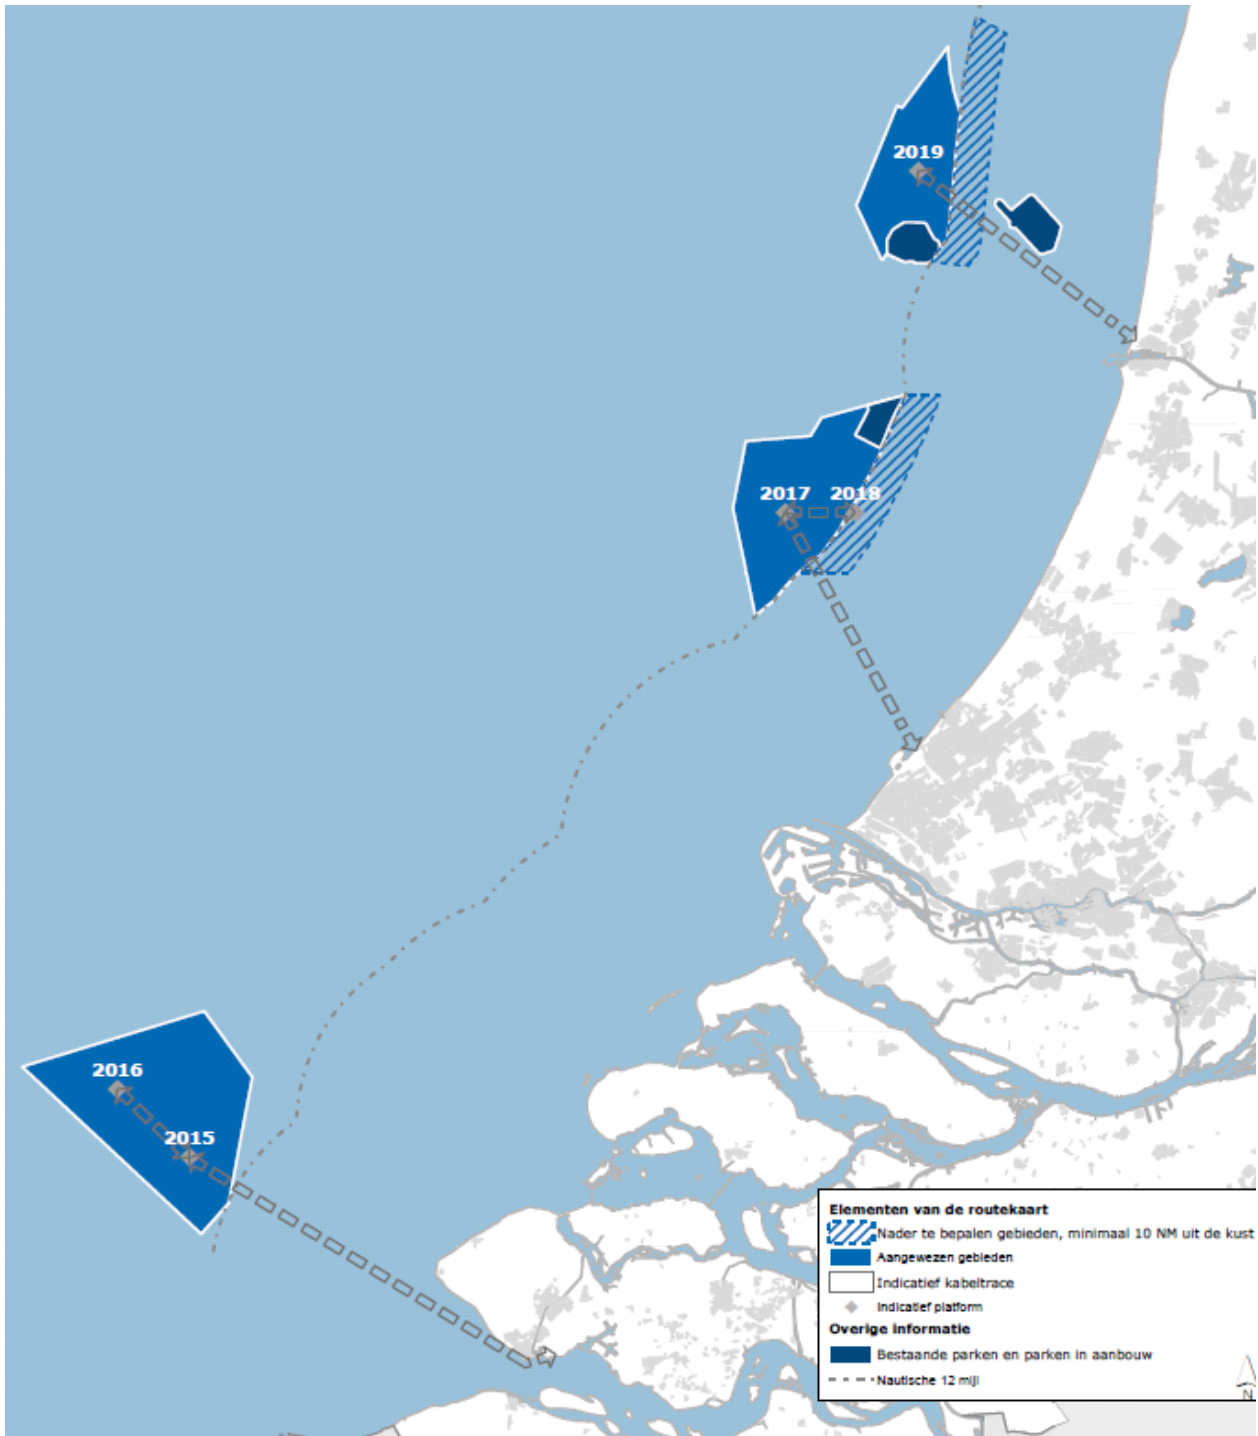 2019
2017
2018
2016
2015
Elementen van de routekaart
Nader te bepalen gebieden, minimaal 10 NM uit de kust
Aangewezen gebieden
Indicatief kabeltrace
Indicatief platform
Overige informatie
Bestaande parken en parken in aanbouw
Nautische 12 mijl
N